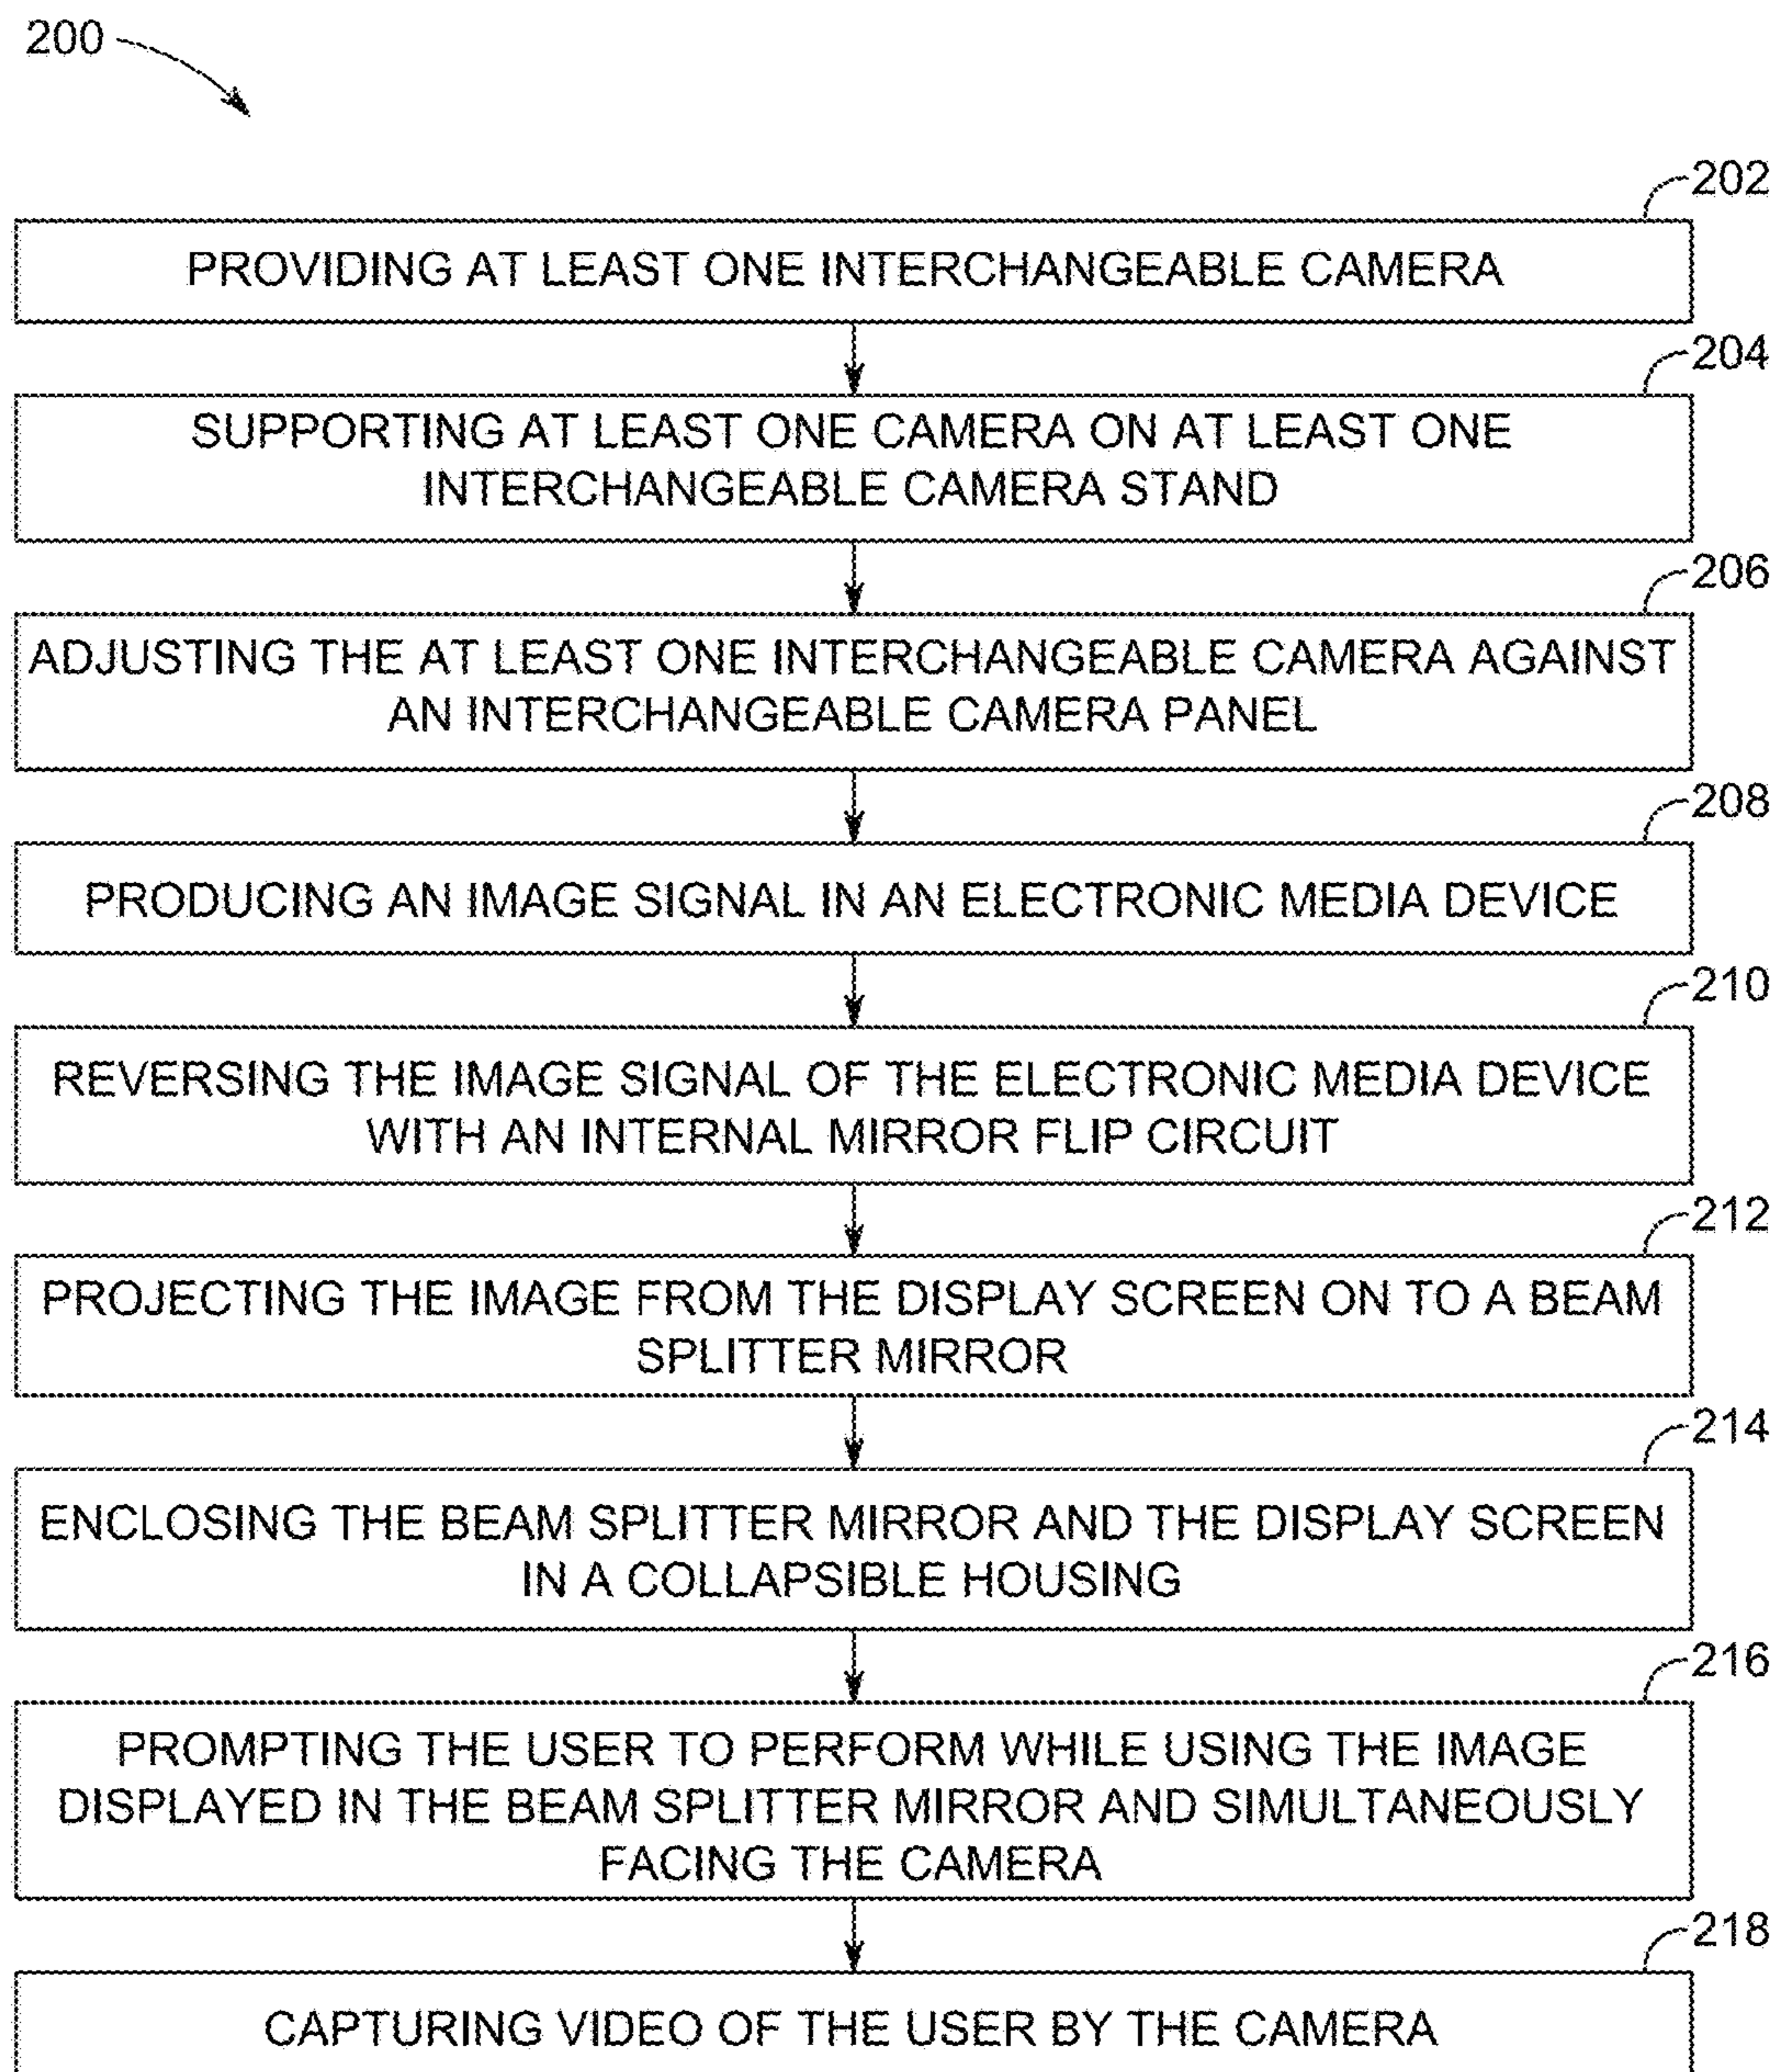 200
202
PROVIDING AT LEAST ONE INTERCHANGEABLE CAMERA
204
SUPPORTING AT LEAST ONE CAMERA ON AT LEAST ONE
INTERCHANGEABLE CAMERA STAND
206
ADJUSTING THE AT LEAST ONE INTERCHANGEABLE CAMERA AGAINST
AN INTERCHANGEABLE CAMERA PANEL
208
PRODUCING AN IMAGE SIGNAL IN AN ELECTRONIC MEDIA DEVICE
210
REVERSING THE IMAGE SIGNAL OF THE ELECTRONIC MEDIA DEVICE
WITH AN INTERNAL MIRROR FLIP CIRCUIT
212
PROJECTING THE IMAGE FROM THE DISPLAY SCREEN ON TO A BEAM
SPLITTER MIRROR
214
ENCLOSING THE BEAM SPLITTER MIRROR AND THE DISPLAY SCREEN
IN A COLLAPSIBLE HOUSING
216
PROMPTING THE USER TO PERFORM WHILE USING THE IMAGE
DISPLAYED IN THE BEAM SPLITTER MIRROR AND SIMULTANEOUSLY
FACING THE CAMERA
218
CAPTURING VIDEO OF THE USER BY THE CAMERA